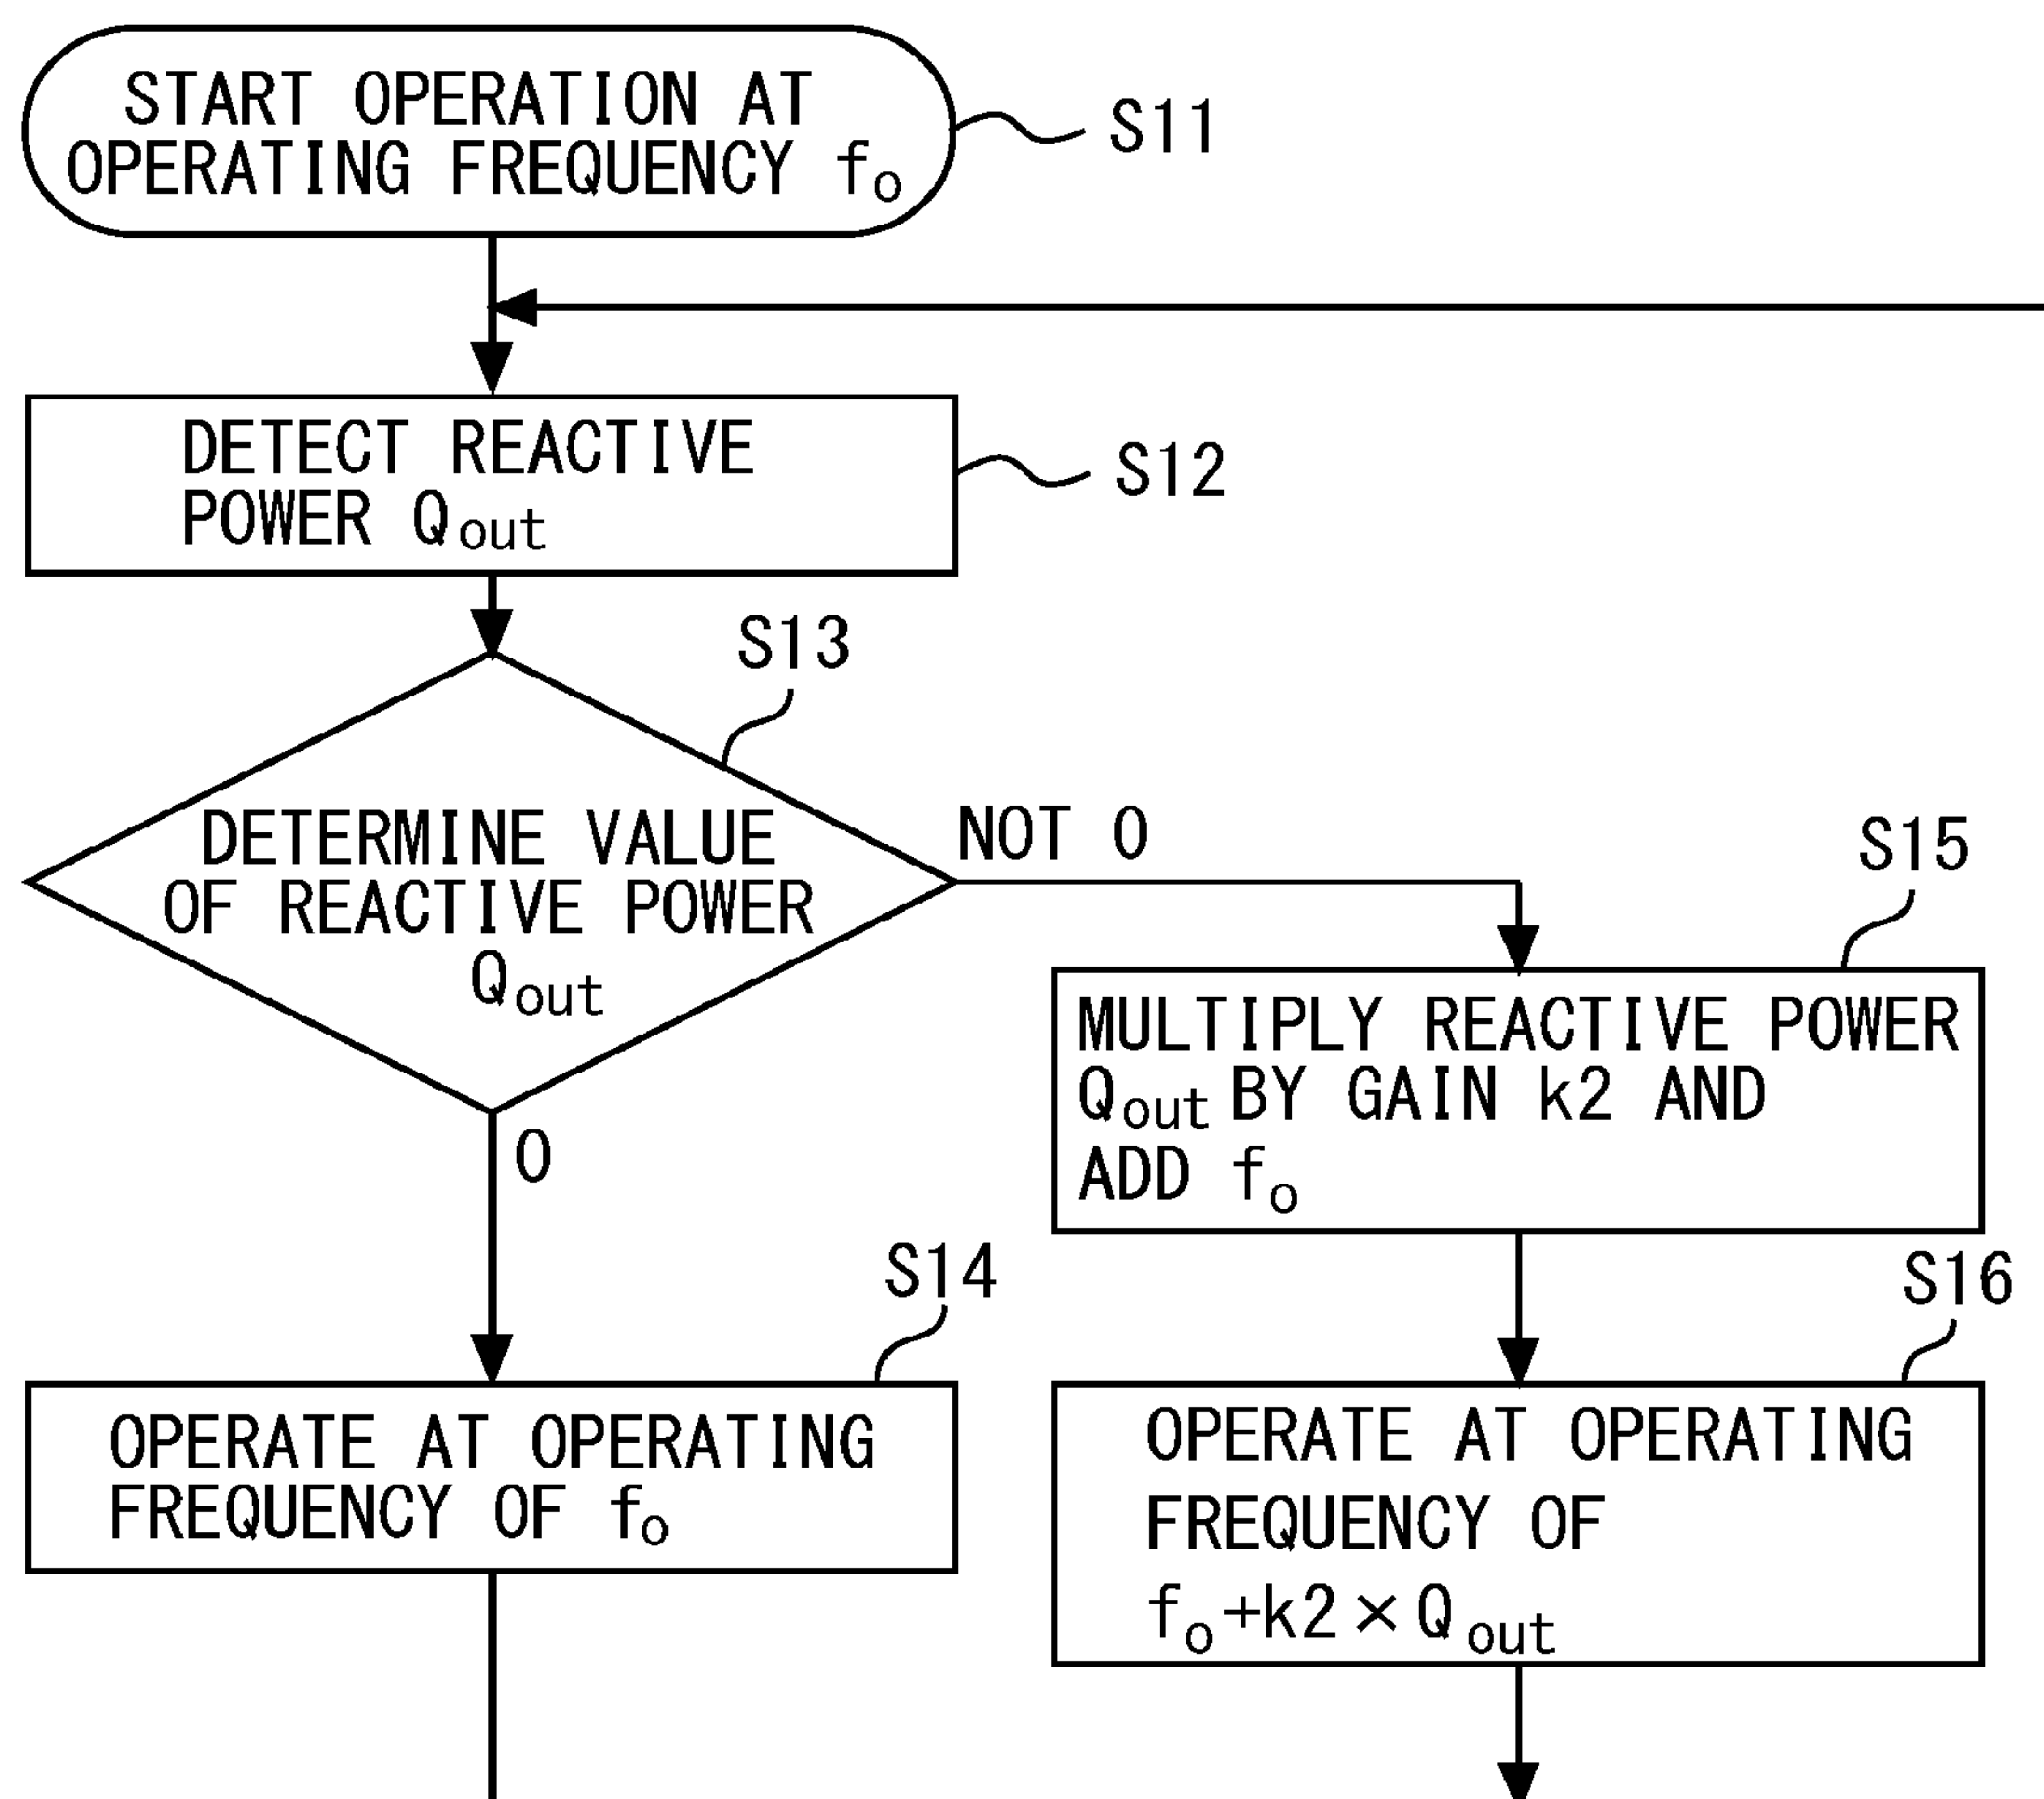 START OPERATION AT
OPERATING FREQUENCY fo
S11
DETECT REACTIVE
POWER Qout
S12
S13
DETERMINE VALUE
OF REACTIVE POWER
Qout
NOT 0
0
S15
MULTIPLY REACTIVE POWER
Qout BY GAIN k2 AND
ADD fo
S14
OPERATE AT OPERATING
FREQUENCY OF fo
S16
OPERATE AT OPERATING
FREQUENCY OF
fo+k2×Qout